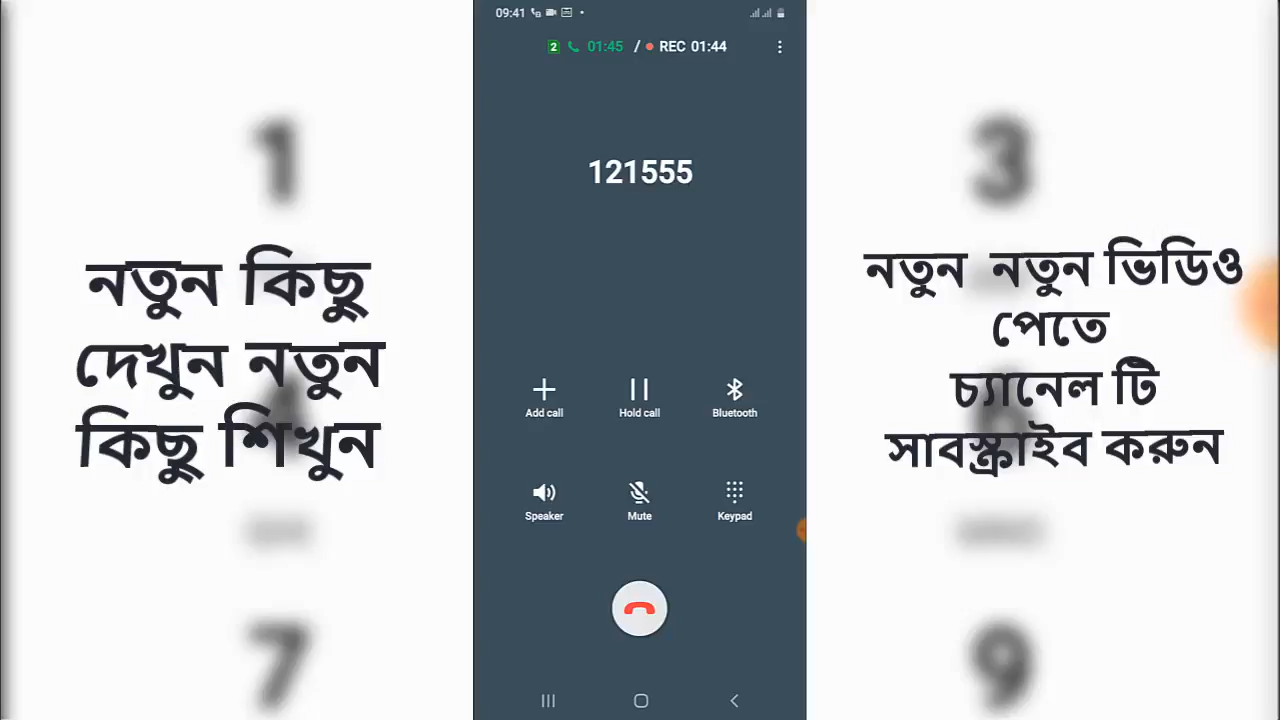 09:41
2 01:45 / REC 01:44
121555
1
3
নতুন কিছু
দেখুন নতুন
কিছু শিখুন
নতুন নতুন ভিডিও
পেতে
চ্যানেল টি
সাবস্ক্রাইব করুন
Add call
Hold call
Bluetooth
Speaker
Mute
Keypad
7
9